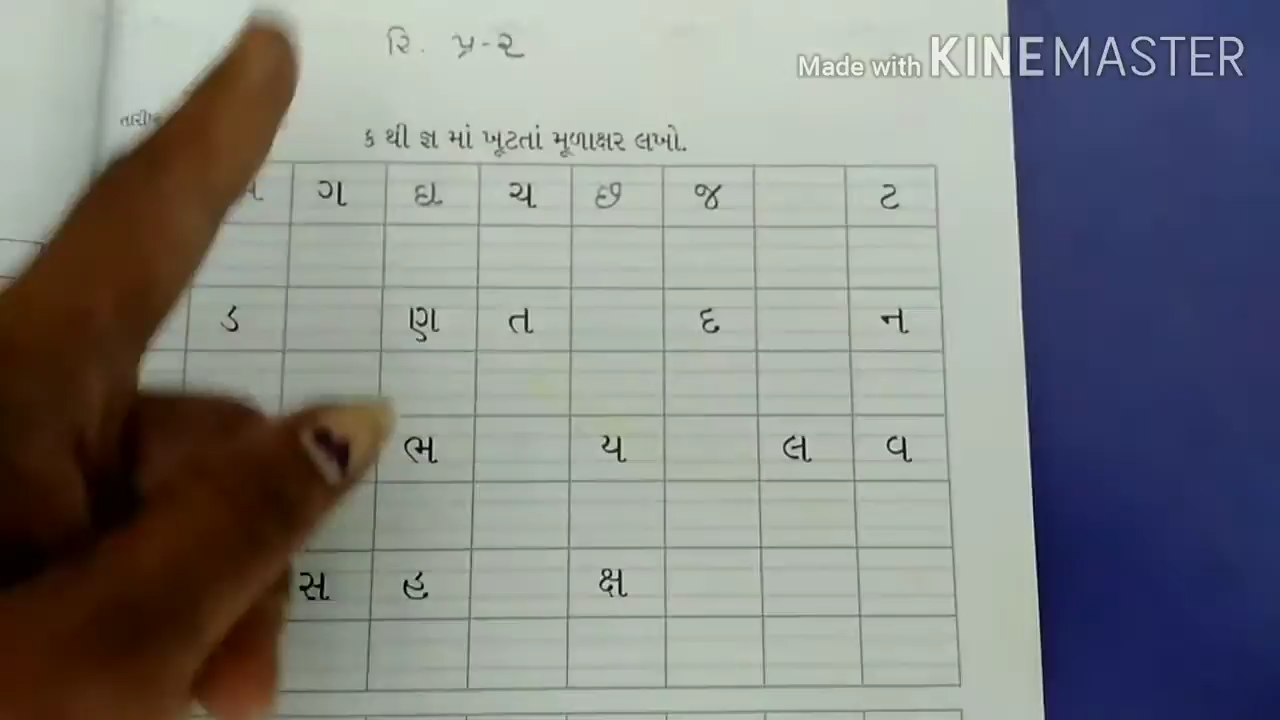 રિ. પ્ર-૨
Made with KINEMASTER
ક થી જ્ઞ માં ખૂટતાં મૂળાક્ષર લખો.
ગ ઘ ચ છ જ ટ
ડ ણ ત દ ન
ભ ય લ વ
સ હ ક્ષ